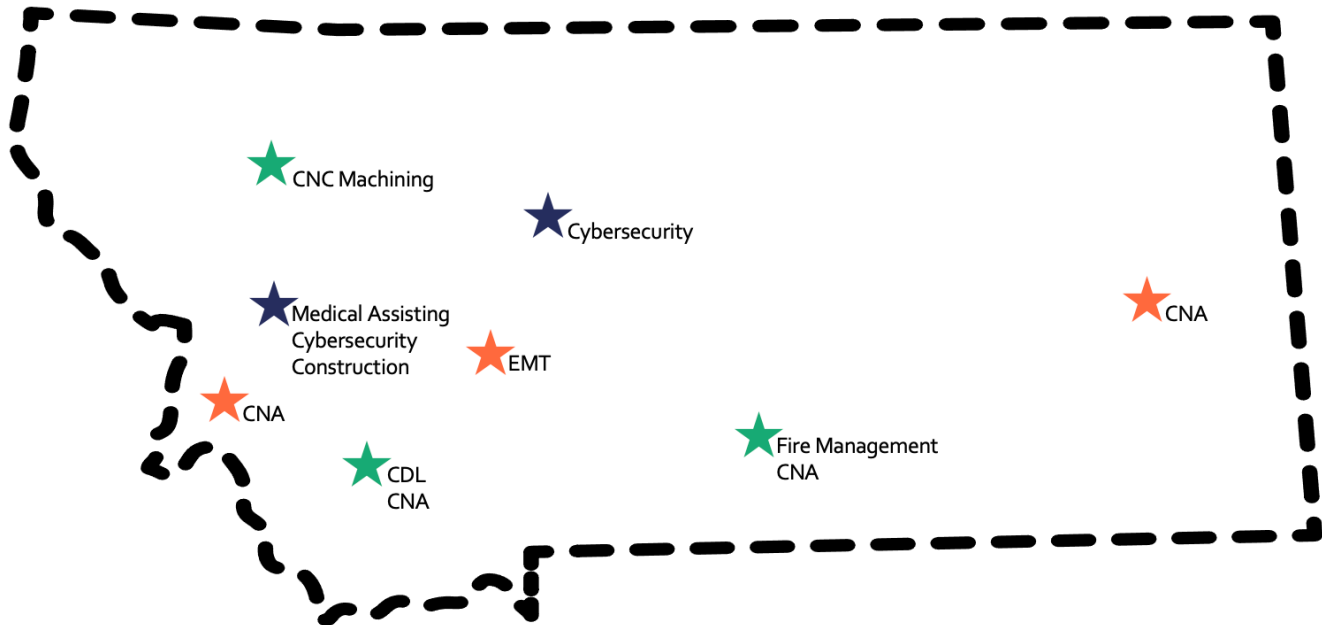 CNC Machining
Cybersecurity
Medical Assisting
Cybersecurity
Construction
CNA
EMT
CNA
CDL
CNA
Fire Management
CNA